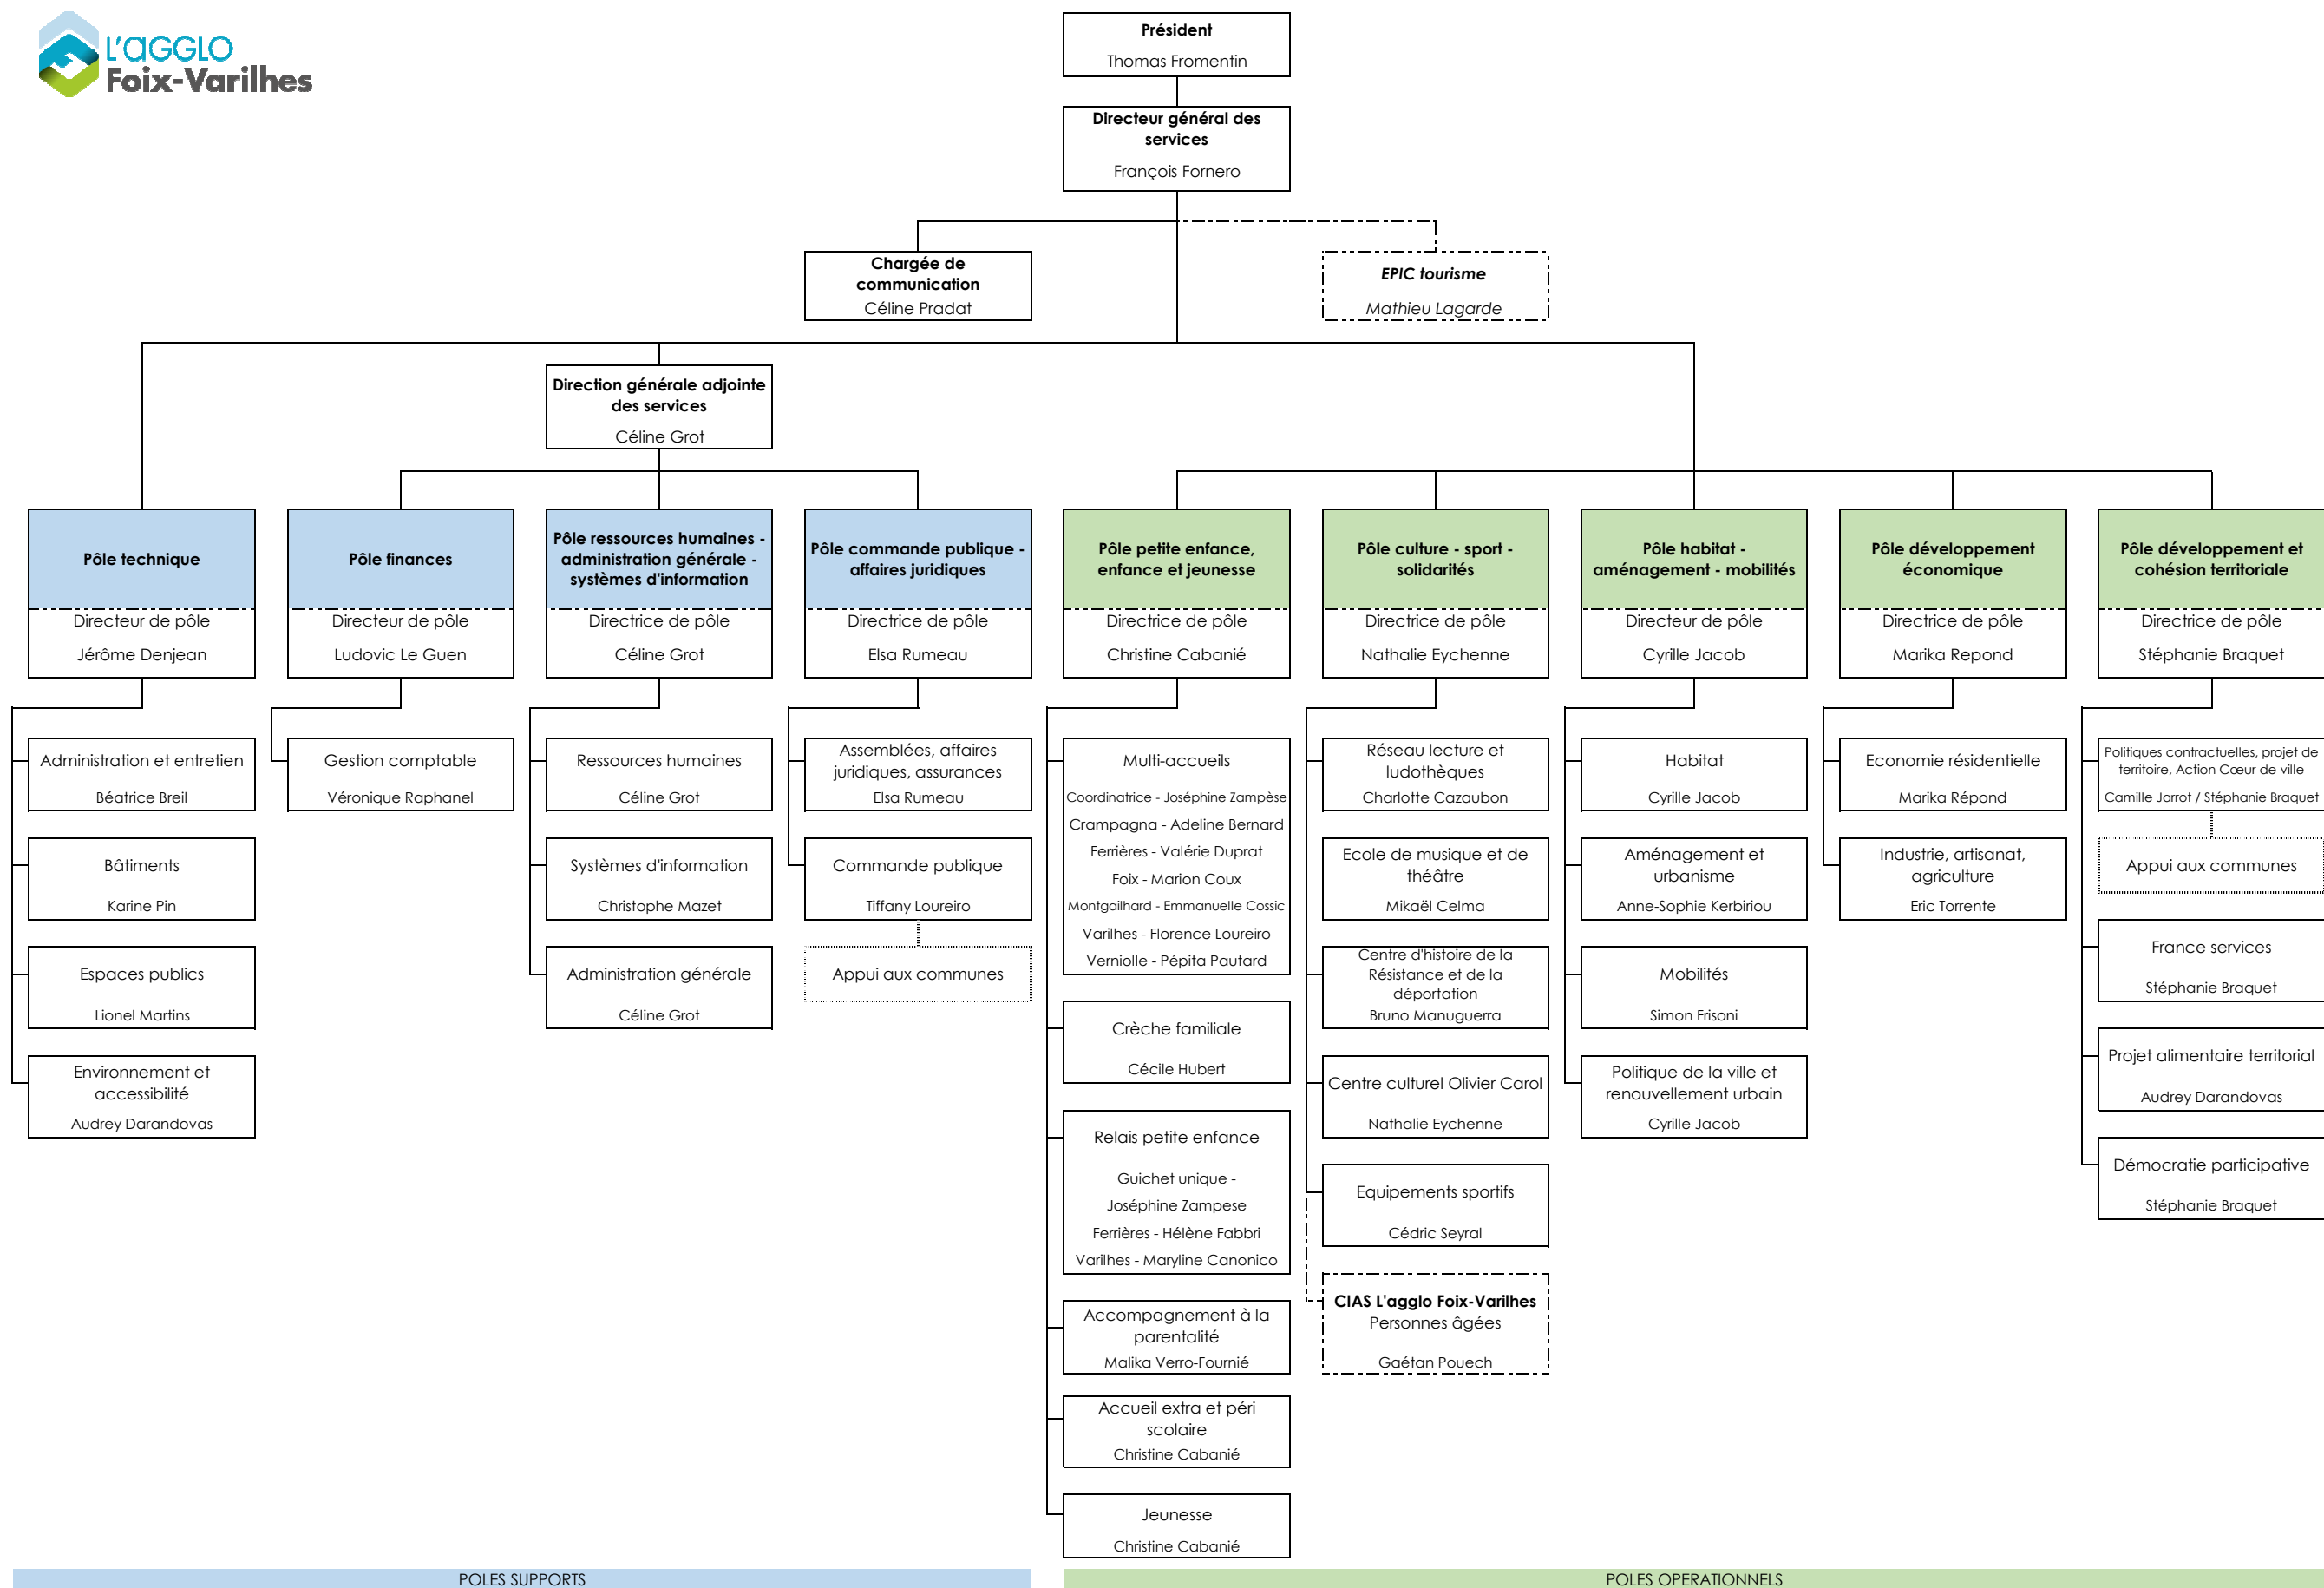 L'AGGLO
Foix-Varilhes
Président
Thomas Fromentin
Directeur général des
services
François Fornero
Chargée de
communication
Céline Pradat
EPIC tourisme
Mathieu Lagarde
Direction générale adjointe
des services
Céline Grot
Pôle technique
Directeur de pôle
Jérôme Denjean
Administration et entretien
Béatrice Breil
Bâtiments
Karine Pin
Espaces publics
Lionel Martins
Environnement et
accessibilité
Audrey Darandovas
Pôle finances
Directeur de pôle
Ludovic Le Guen
Gestion comptable
Véronique Raphanel
Pôle ressources humaines -
administration générale -
systèmes d'information
Directrice de pôle
Céline Grot
Ressources humaines
Céline Grot
Systèmes d'information
Christophe Mazet
Administration générale
Céline Grot
Pôle commande publique -
affaires juridiques
Directrice de pôle
Elsa Rumeau
Assemblées, affaires
juridiques, assurances
Elsa Rumeau
Commande publique
Tiffany Loureiro
Appui aux communes
Pôle petite enfance,
enfance et jeunesse
Directrice de pôle
Christine Cabanié
Multi-accueils
Coordinatrice - Joséphine Zampèse
Crampagna - Adeline Bernard
Ferrières - Valérie Duprat
Foix - Marion Coux
Montgailhard - Emmanuelle Cossic
Varilhes - Florence Loureiro
Verniolle - Pépita Pautard
Crèche familiale
Cécile Hubert
Relais petite enfance
Guichet unique -
Joséphine Zampese
Ferrières - Hélène Fabbri
Varilhes - Maryline Canonico
Accompagnement à la
parentalité
Malika Verro-Fournié
Accueil extra et péri
scolaire
Christine Cabanié
Jeunesse
Christine Cabanié
Pôle culture - sport -
solidarités
Directrice de pôle
Nathalie Eychenne
Réseau lecture et
ludothèques
Charlotte Cazaubon
Ecole de musique et de
théâtre
Mikaël Celma
Centre d'histoire de la
Résistance et de la
déportation
Bruno Manuguerra
Centre culturel Olivier Carol
Nathalie Eychenne
Equipements sportifs
Cédric Seyral
CIAS L'agglo Foix-Varilhes
Personnes âgées
Gaétan Pouech
Pôle habitat -
aménagement - mobilités
Directeur de pôle
Cyrille Jacob
Habitat
Cyrille Jacob
Aménagement et
urbanisme
Anne-Sophie Kerbiriou
Mobilités
Simon Frisoni
Politique de la ville et
renouvellement urbain
Cyrille Jacob
Pôle développement
économique
Directrice de pôle
Marika Repond
Economie résidentielle
Marika Répond
Industrie, artisanat,
agriculture
Eric Torrente
Pôle développement et
cohésion territoriale
Directrice de pôle
Stéphanie Braquet
Politiques contractuelles, projet de
territoire, Action Cœur de ville
Camille Jarrot / Stéphanie Braquet
Appui aux communes
France services
Stéphanie Braquet
Projet alimentaire territorial
Audrey Darandovas
Démocratie participative
Stéphanie Braquet
POLES SUPPORTS
POLES OPERATIONNELS